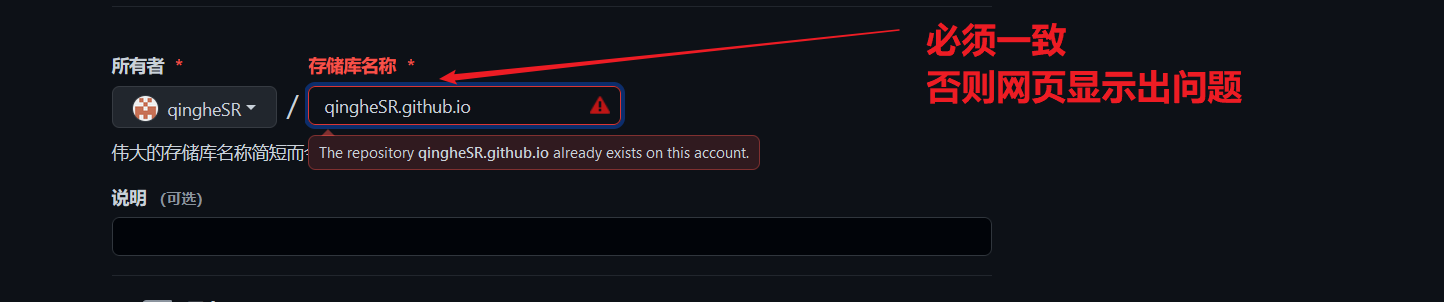 必须一致
否则网页显示出问题
所有者 *
存储库名称 *
qingheSR / qingheSR.github.io
伟大的存储库名称简短而
The repository qingheSR.github.io already exists on this account.
说明 (可选)